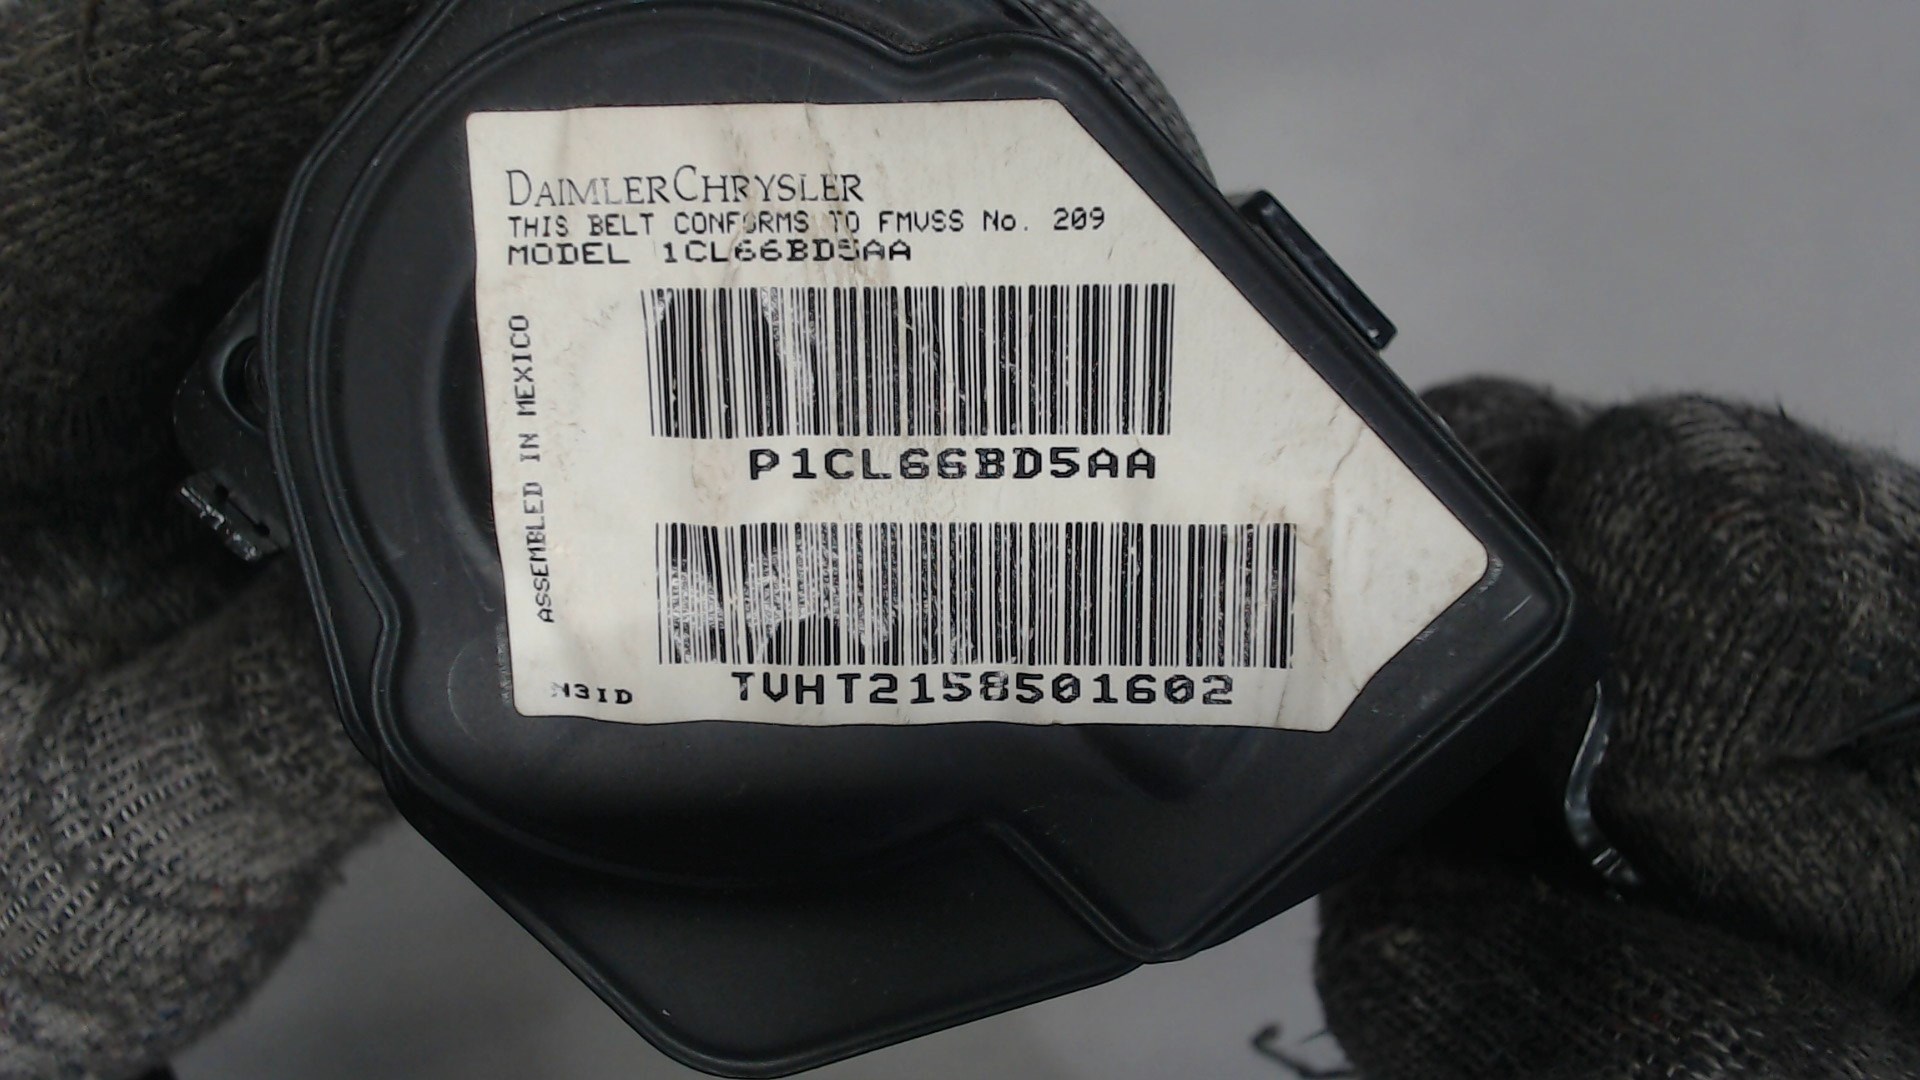 DAIMLERCHRYSLER
THIS BELT CONFORMS TO FMVSS No. 209
MODEL 1CL66BD5AA
ASSEMBLED IN MEXICO
P1CL66BD5AA
N3ID
TVHT2158501602